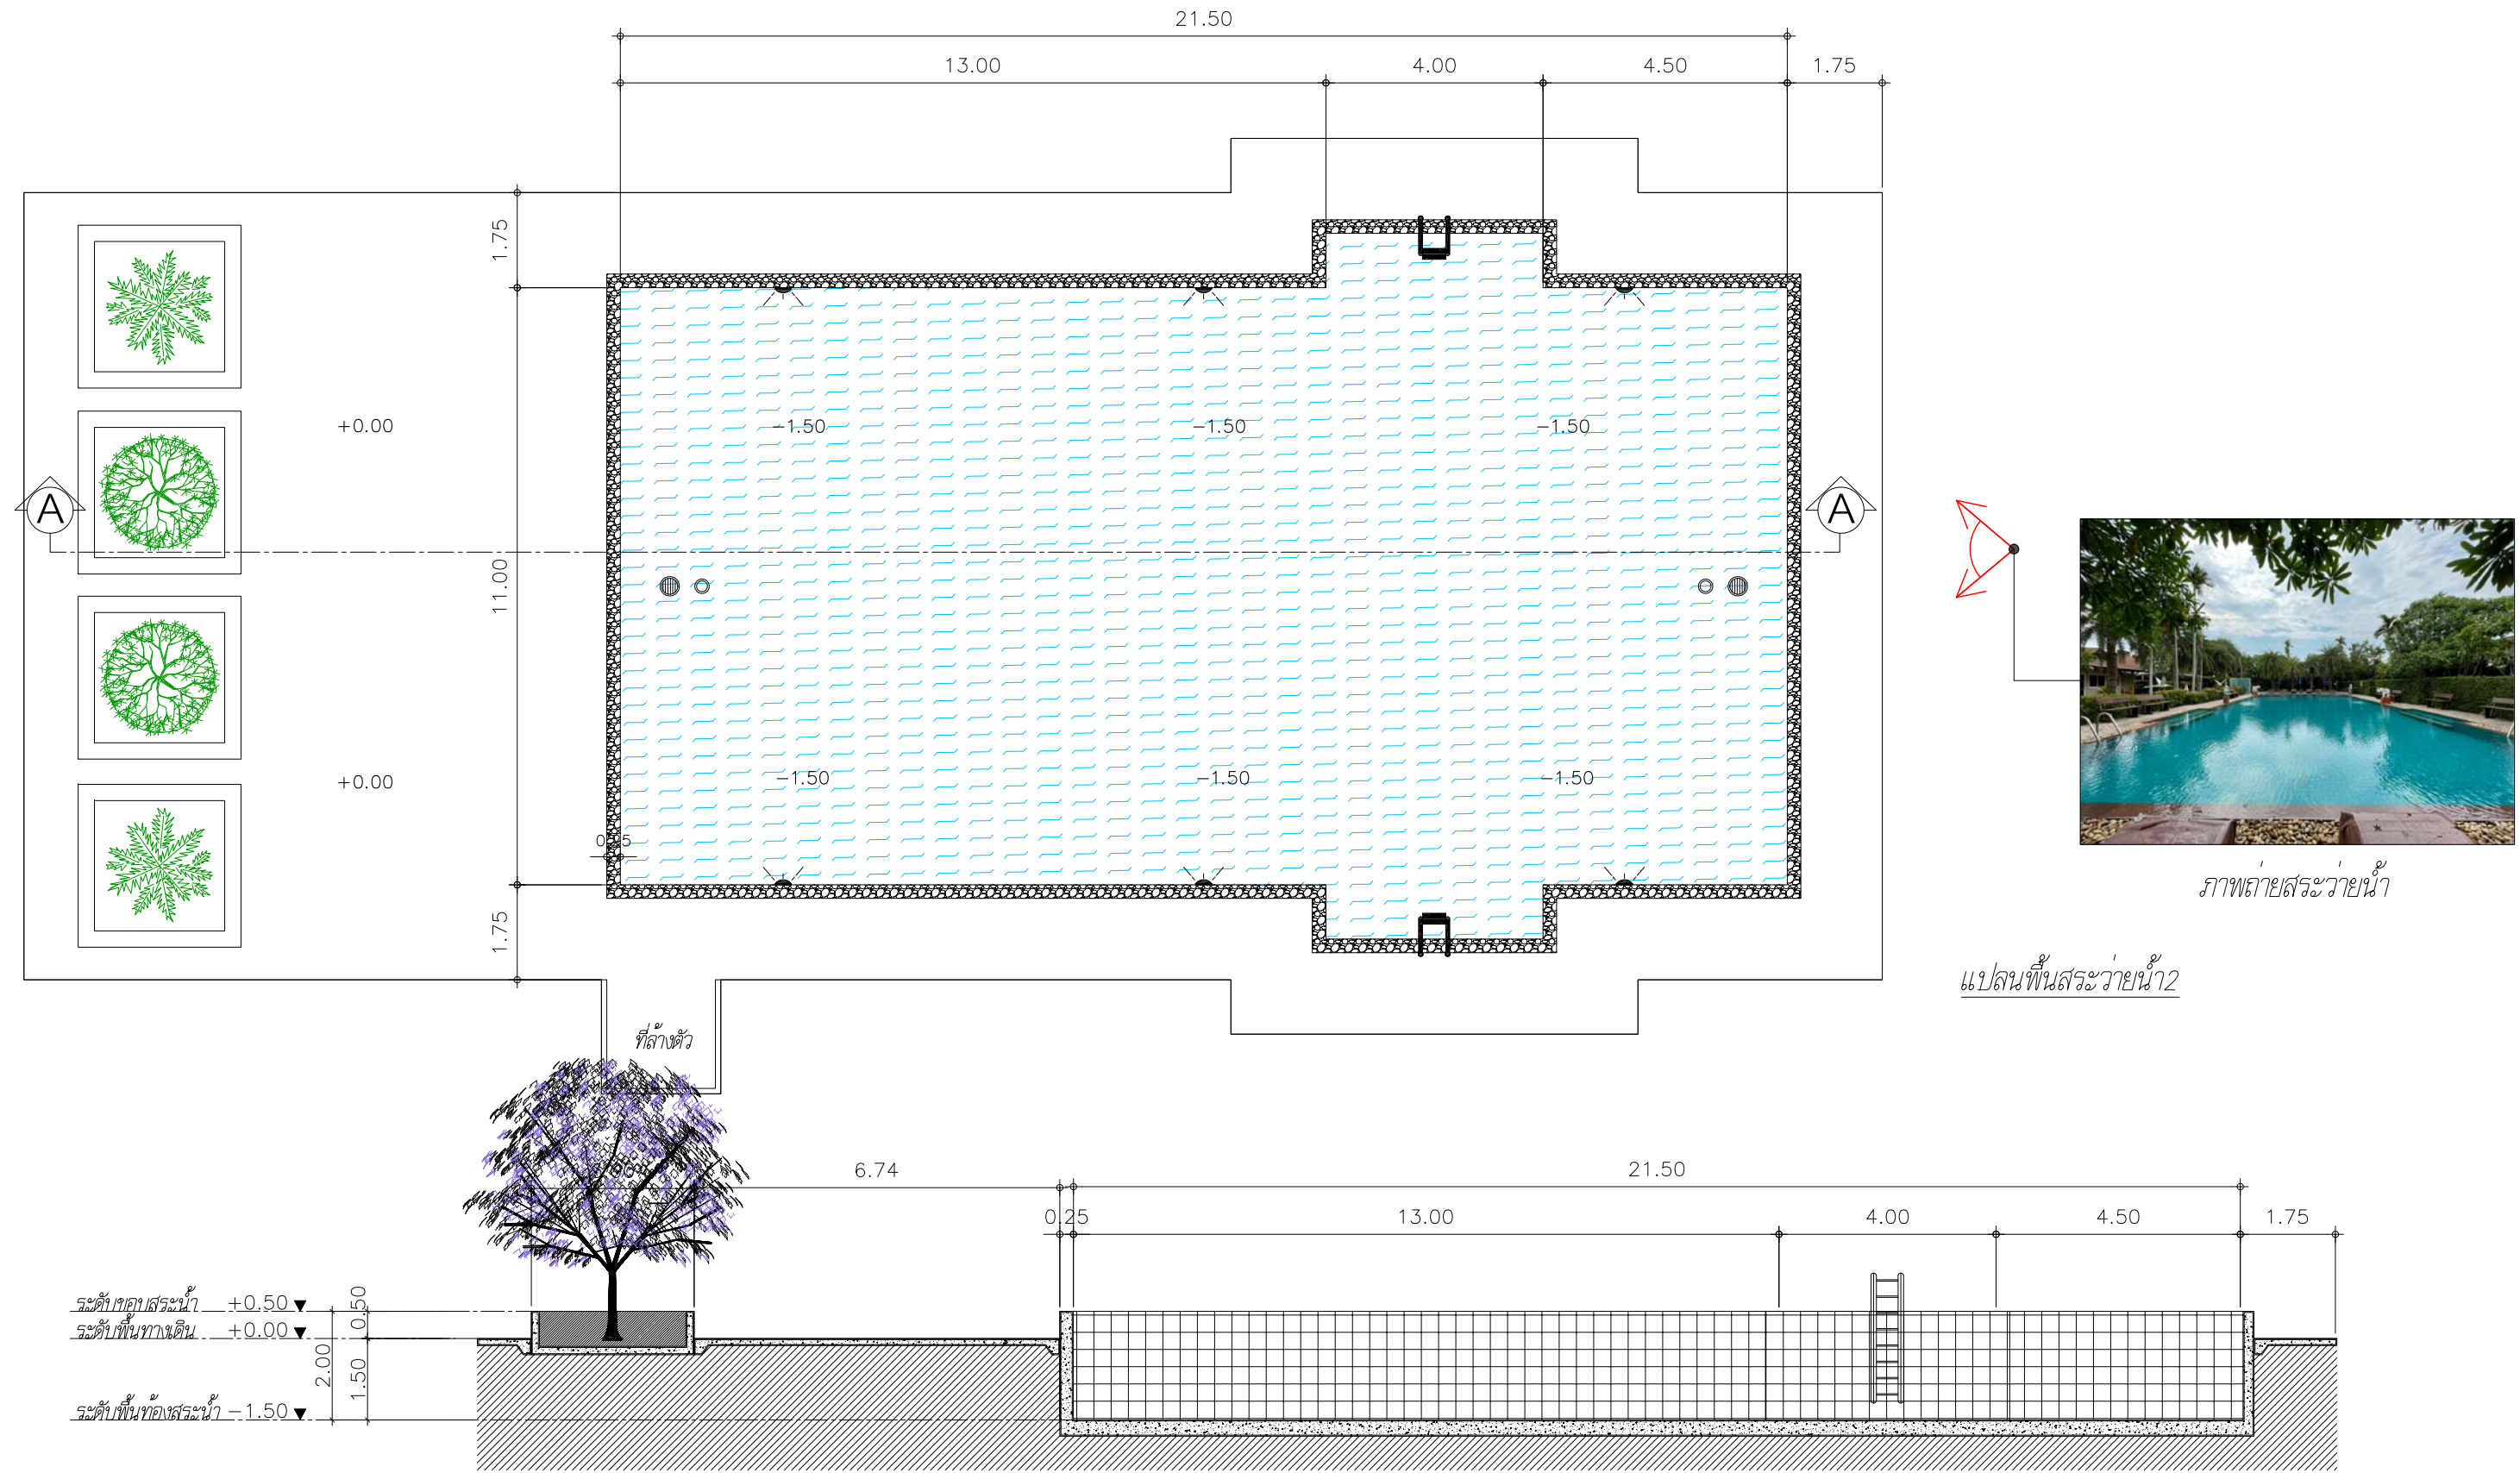 21.50
13.00 4.00 4.50 1.75
1.75
+0.00 -1.50 -1.50 -1.50
A A
11.00
+0.00 -1.50 -1.50 -1.50
ภาพถ่ายสระว่ายน้ำ
1.75
แปลนพื้นสระว่ายน้ำ2
ที่ล้างตัว
6.74 21.50
0.25 13.00 4.00 4.50 1.75
ระดับขอบสระน้ำ +0.50 0.50
ระดับพื้นทางเดิน +0.00
2.00 1.50
ระดับพื้นท้องสระน้ำ -1.50